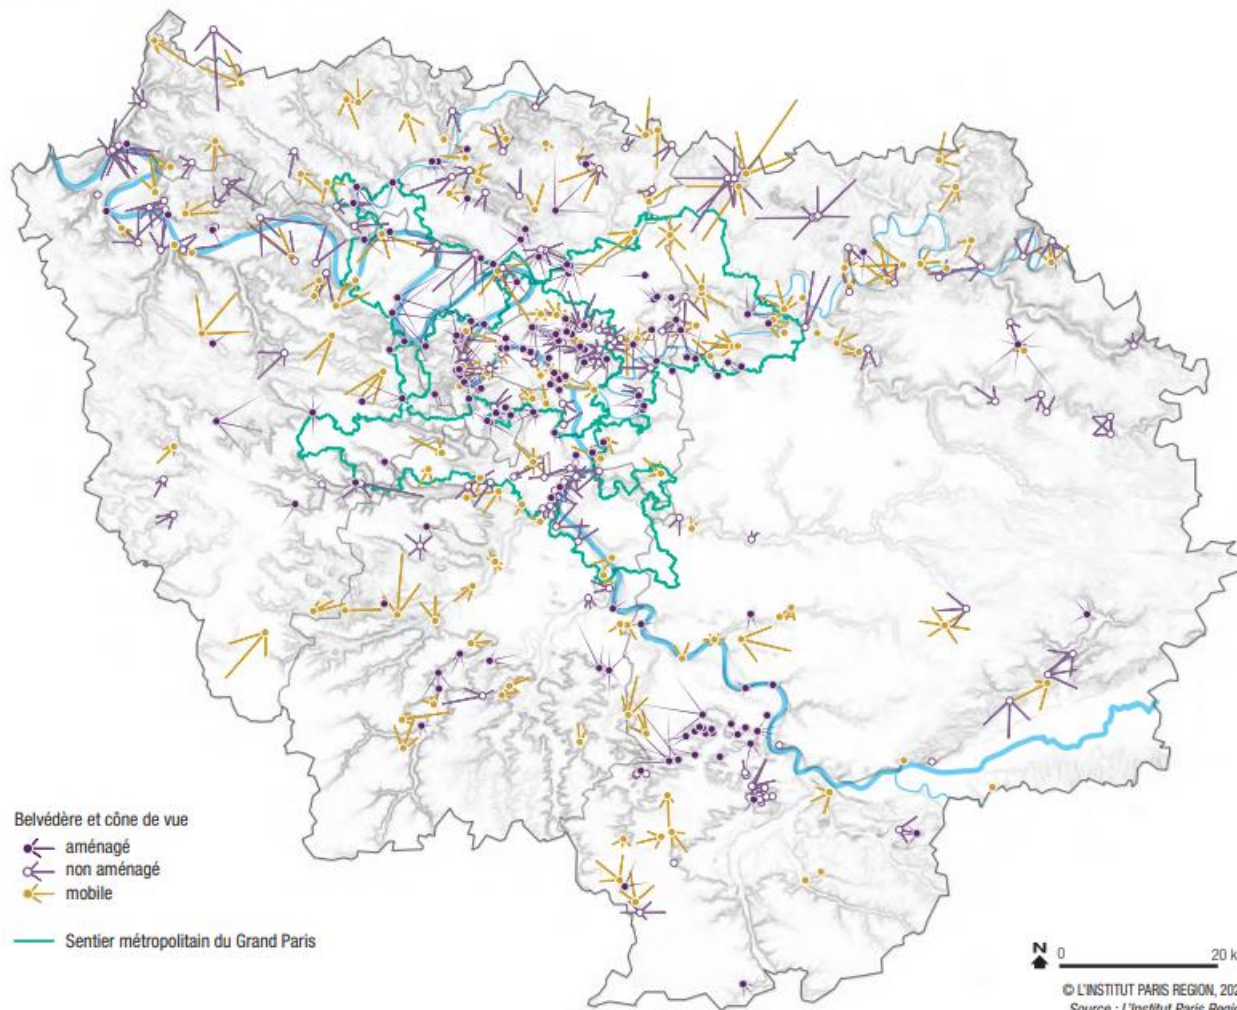 Belvédère et cône de vue
aménagé
non aménagé
mobile
Sentier métropolitain du Grand Paris
N
0 20 k
© L'INSTITUT PARIS REGION, 202
Source : L'Institut Paris Regio